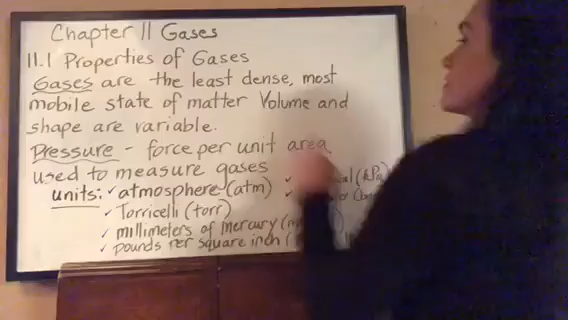 Chapter 11 Gases
11.1 Properties of Gases
Gases are the least dense, most
mobile state of matter Volume and
shape are variable.
Pressure - force per unit area
used to measure gases
units: ✓ atmosphere (atm)
✓ Torricelli (torr)
✓ millimeters of mercury
✓ pounds per square inch